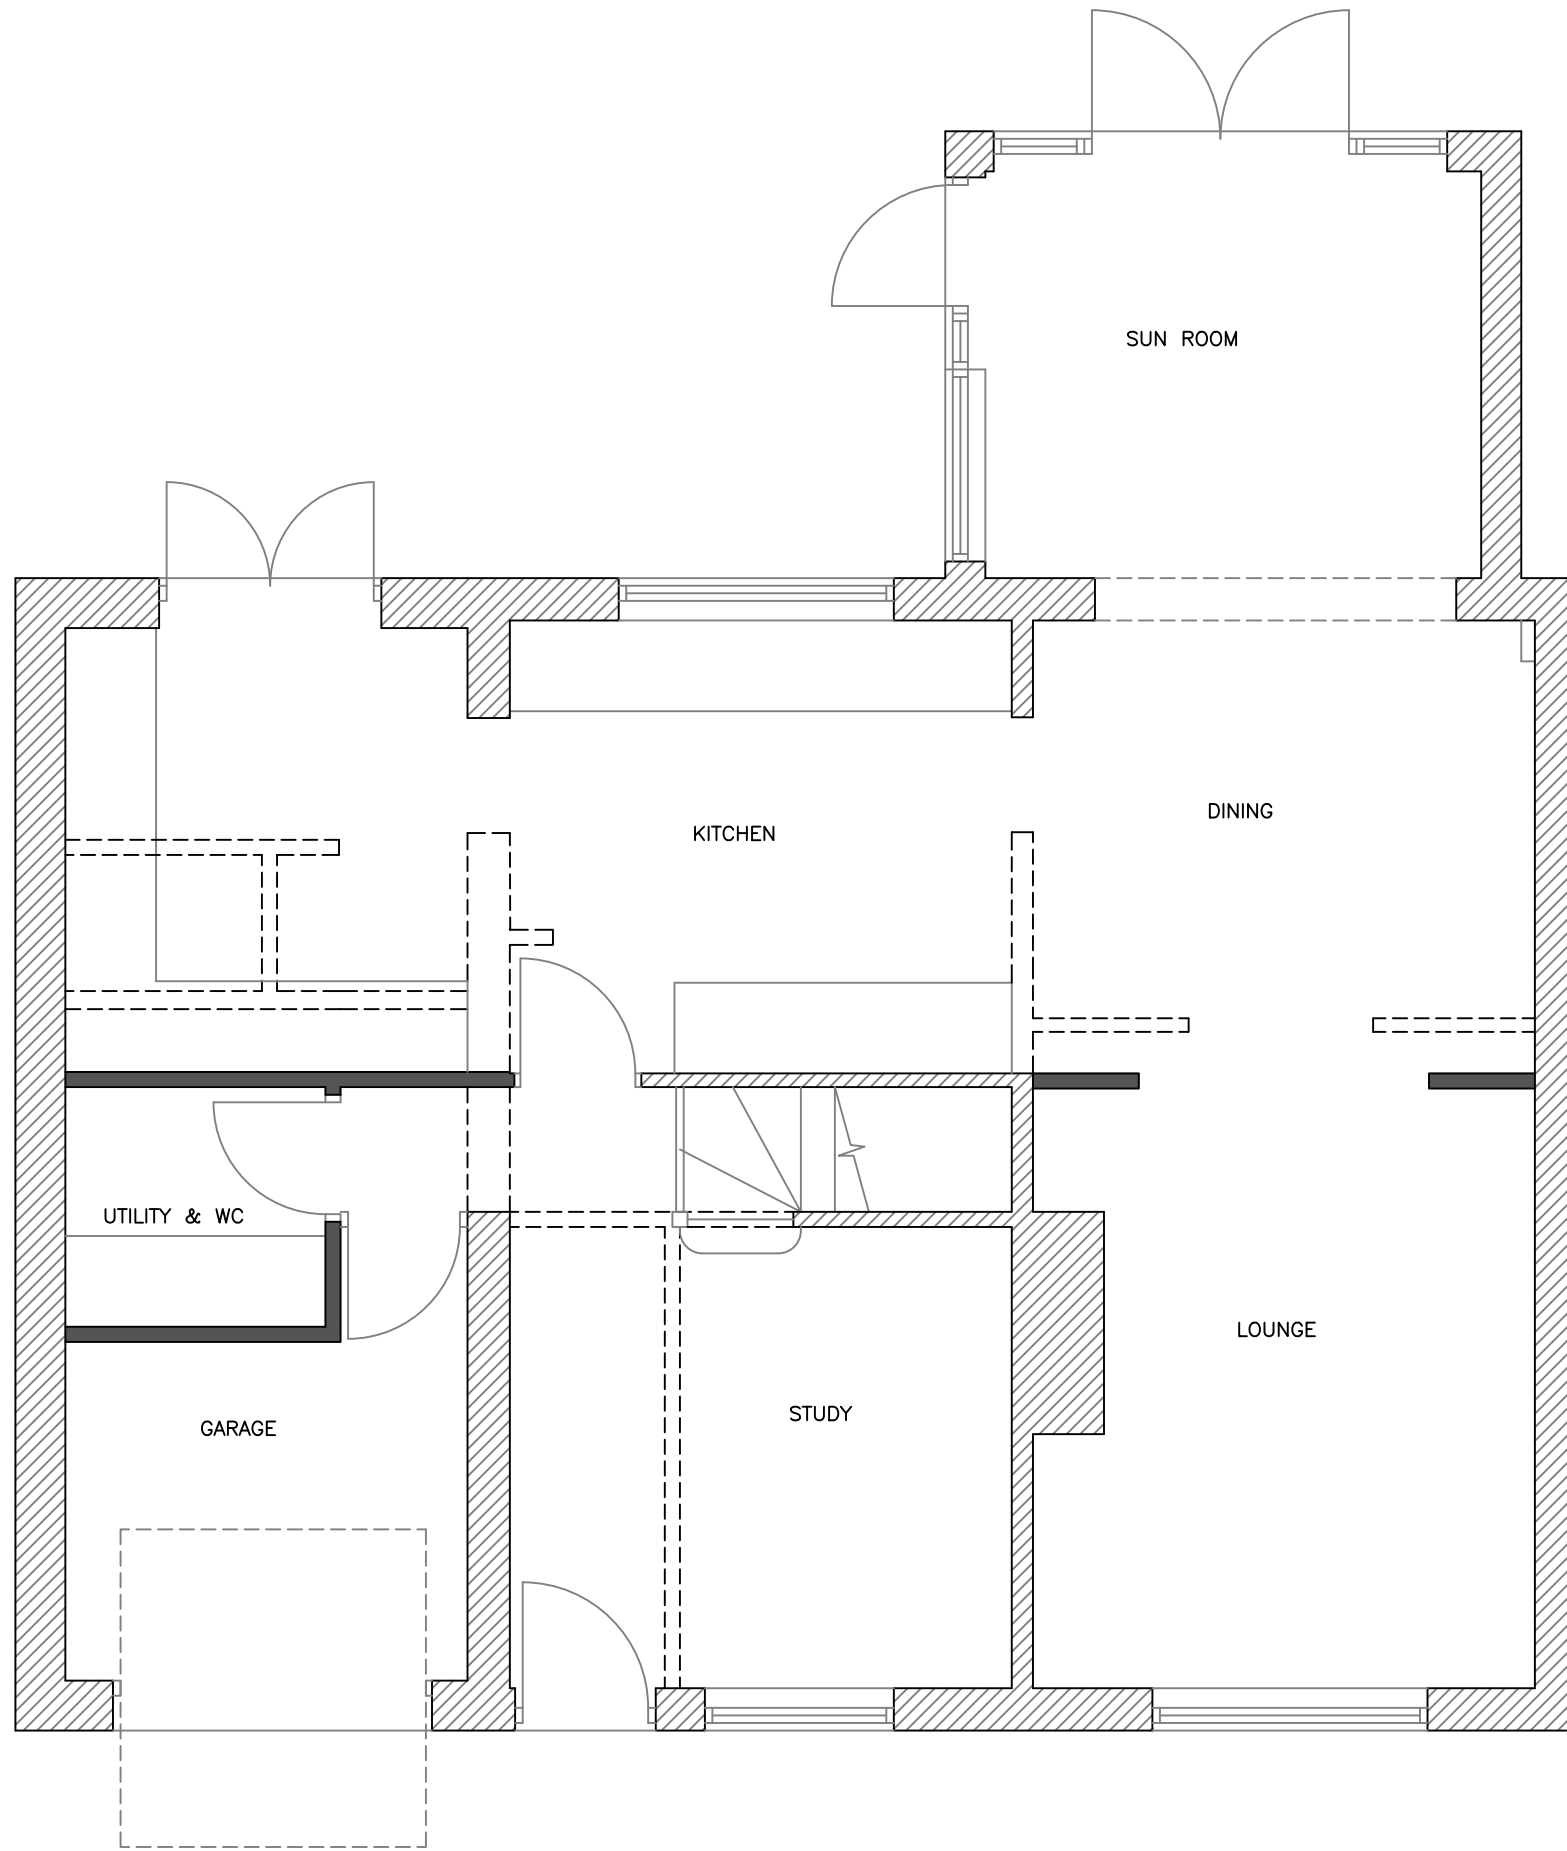 SUN ROOM
DINING
KITCHEN
UTILITY & WC
LOUNGE
STUDY
GARAGE